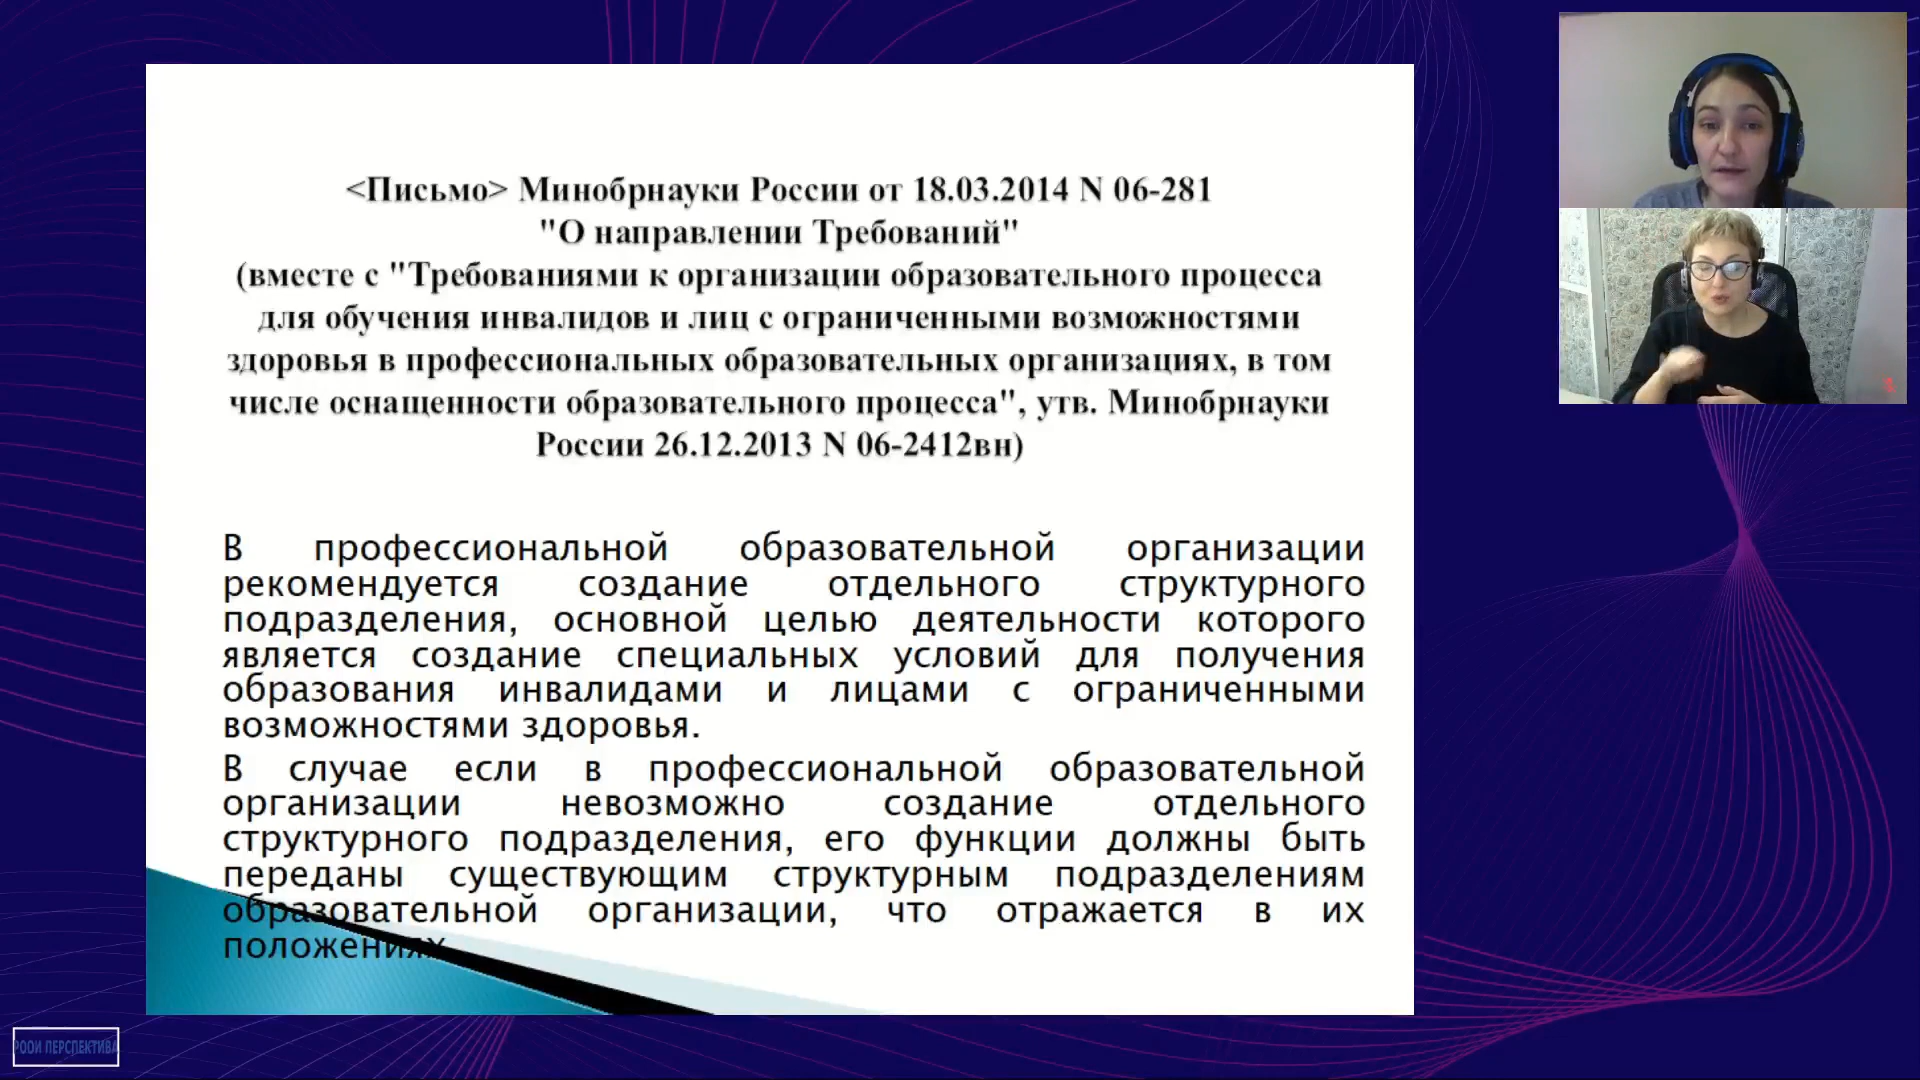 <Письмо> Минобрнауки России от 18.03.2014 N 06-281
"О направлении Требований"
(вместе с "Требованиями к организации образовательного процесса
для обучения инвалидов и лиц с ограниченными возможностями
здоровья в профессиональных образовательных организациях, в том
числе оснащенности образовательного процесса", утв. Минобрнауки
России 26.12.2013 N 06-2412вн)
В профессиональной образовательной организации
рекомендуется создание отдельного структурного
подразделения, основной целью деятельности которого
является создание специальных условий для получения
образования инвалидами и лицами с ограниченными
возможностями здоровья.
В случае если в профессиональной образовательной
организации невозможно создание отдельного
структурного подразделения, его функции должны быть
переданы существующим структурным подразделениям
образовательной организации, что отражается в их
положениях.
РООИ ПЕРСПЕКТИВА